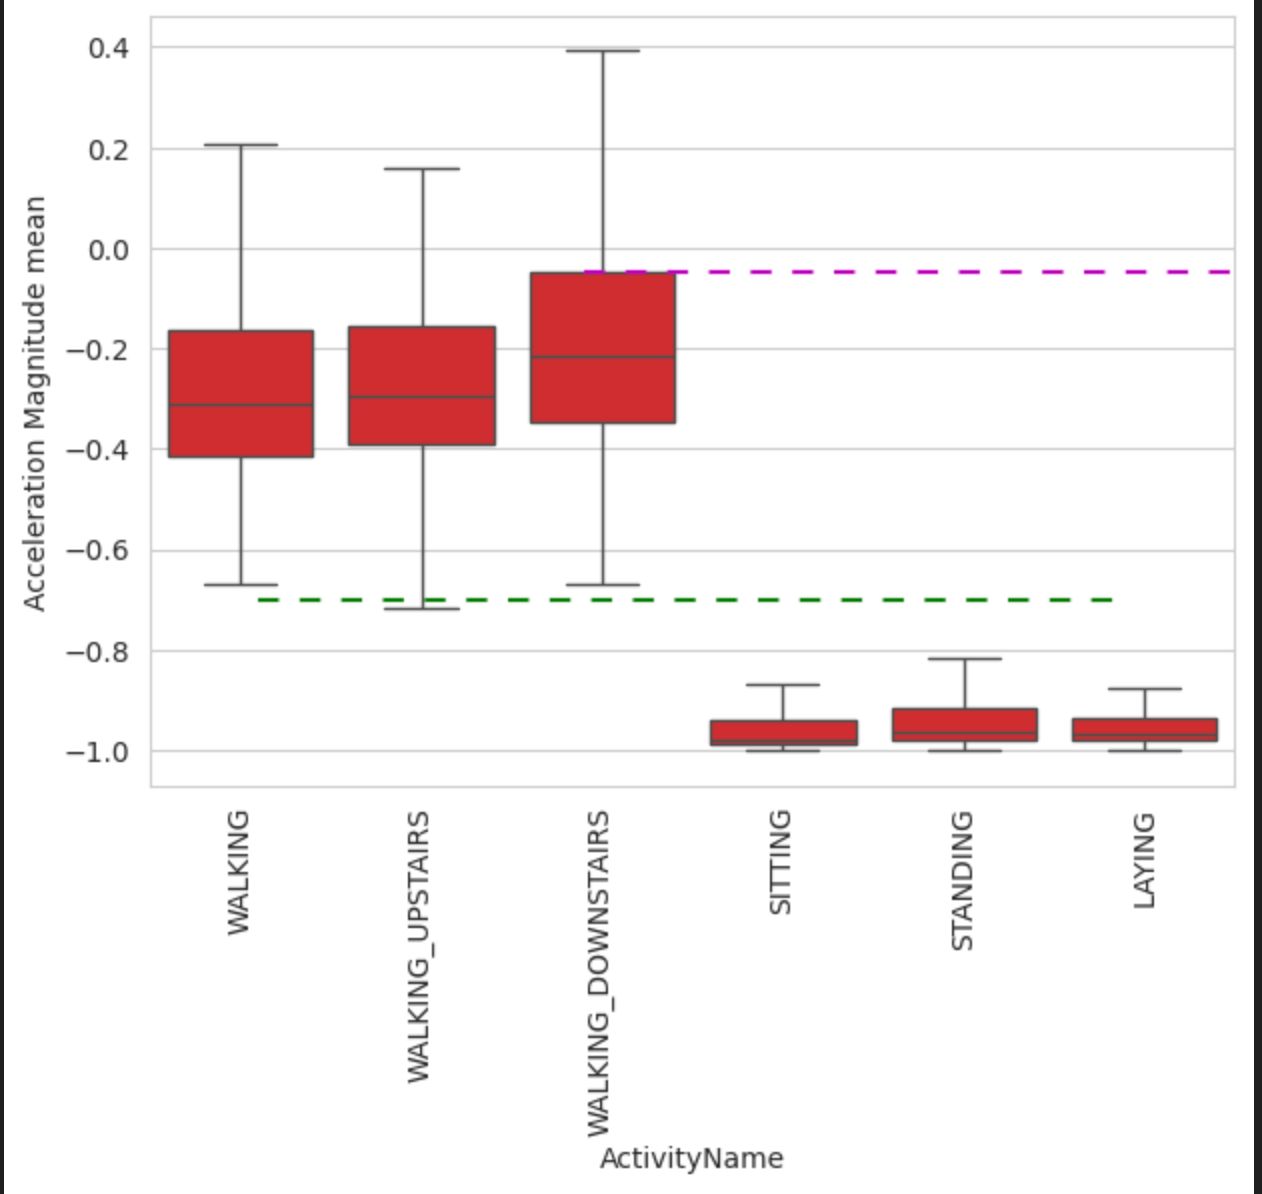 0.4
0.2
0.0
−0.2
−0.4
−0.6
−0.8
−1.0
Acceleration Magnitude mean
WALKING
WALKING_UPSTAIRS
WALKING_DOWNSTAIRS
SITTING
STANDING
LAYING
ActivityName